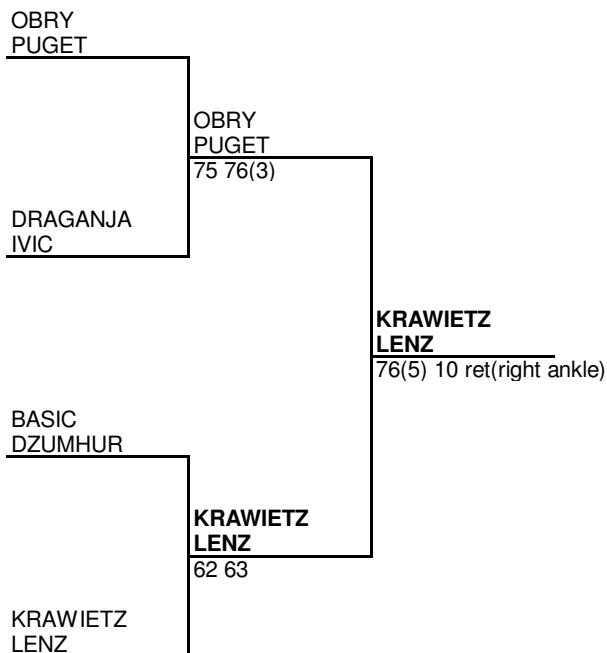 OBRY
PUGET
OBRY
PUGET
75 76(3)
DRAGANJA
IVIC
KRAWIETZ
LENZ
76(5) 10 ret(right ankle)
BASIC
DZUMHUR
KRAWIETZ
LENZ
62 63
KRAWIETZ
LENZ